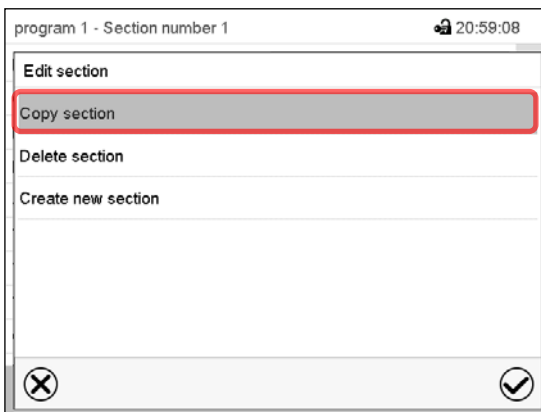 program 1 - Section number 1 20:59:08
Edit section
Copy section
Delete section
Create new section